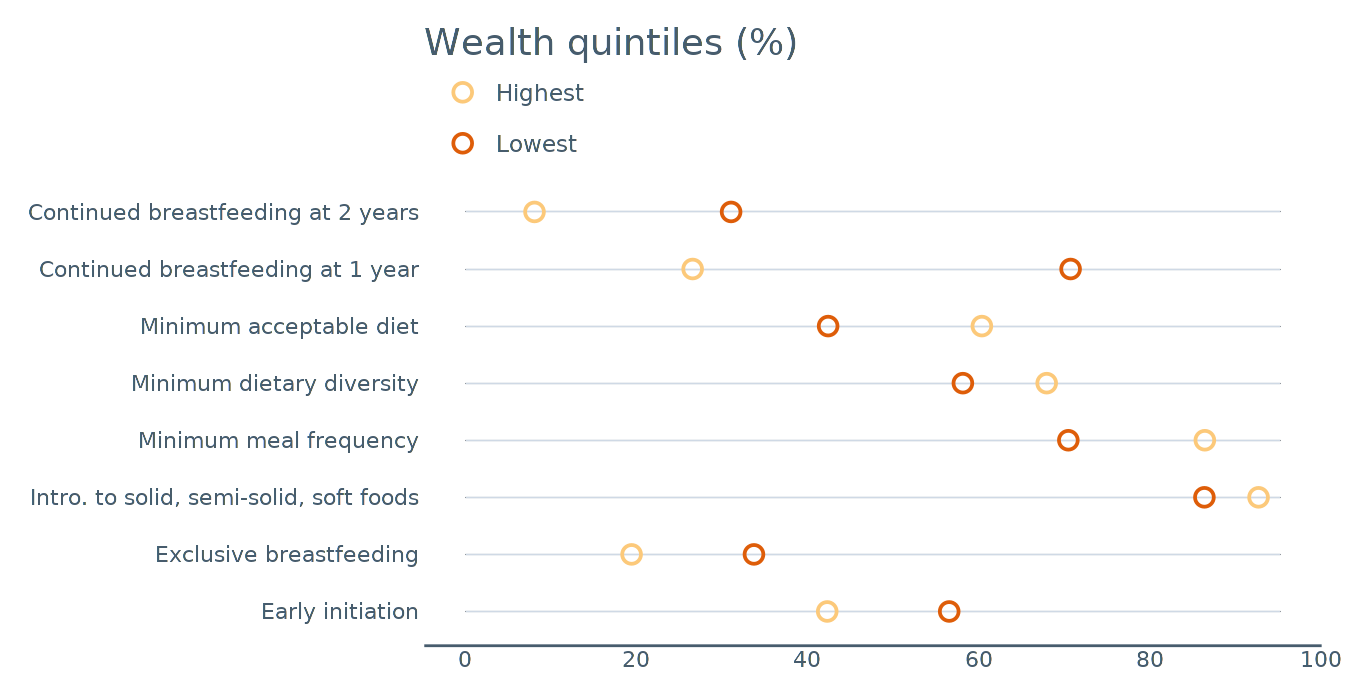 Wealth quintiles (%)
Highest
Lowest
Continued breastfeeding at 2 years
Continued breastfeeding at 1 year
Minimum acceptable diet
Minimum dietary diversity
Minimum meal frequency
Intro. to solid, semi-solid, soft foods
Exclusive breastfeeding
Early initiation
0 20 40 60 80 100